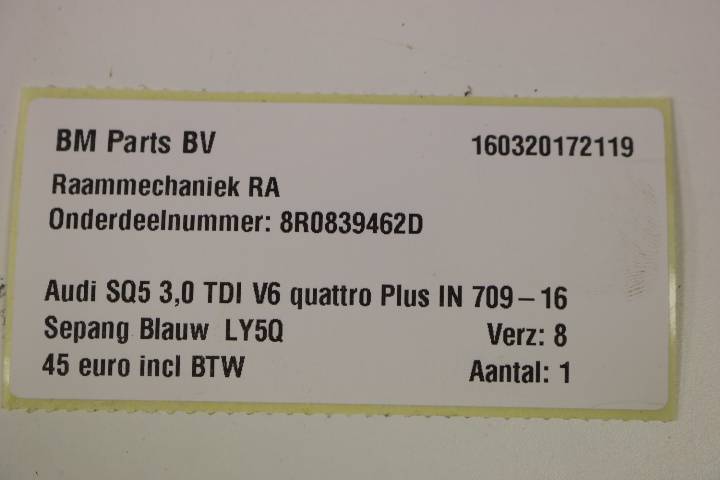 BM Parts BV 160320172119
Raammechaniek RA
Onderdeelnummer: 8R0839462D
Audi SQ5 3,0 TDI V6 quattro Plus IN 709-16
Sepang Blauw LY5Q Verz: 8
45 euro incl BTW Aantal: 1